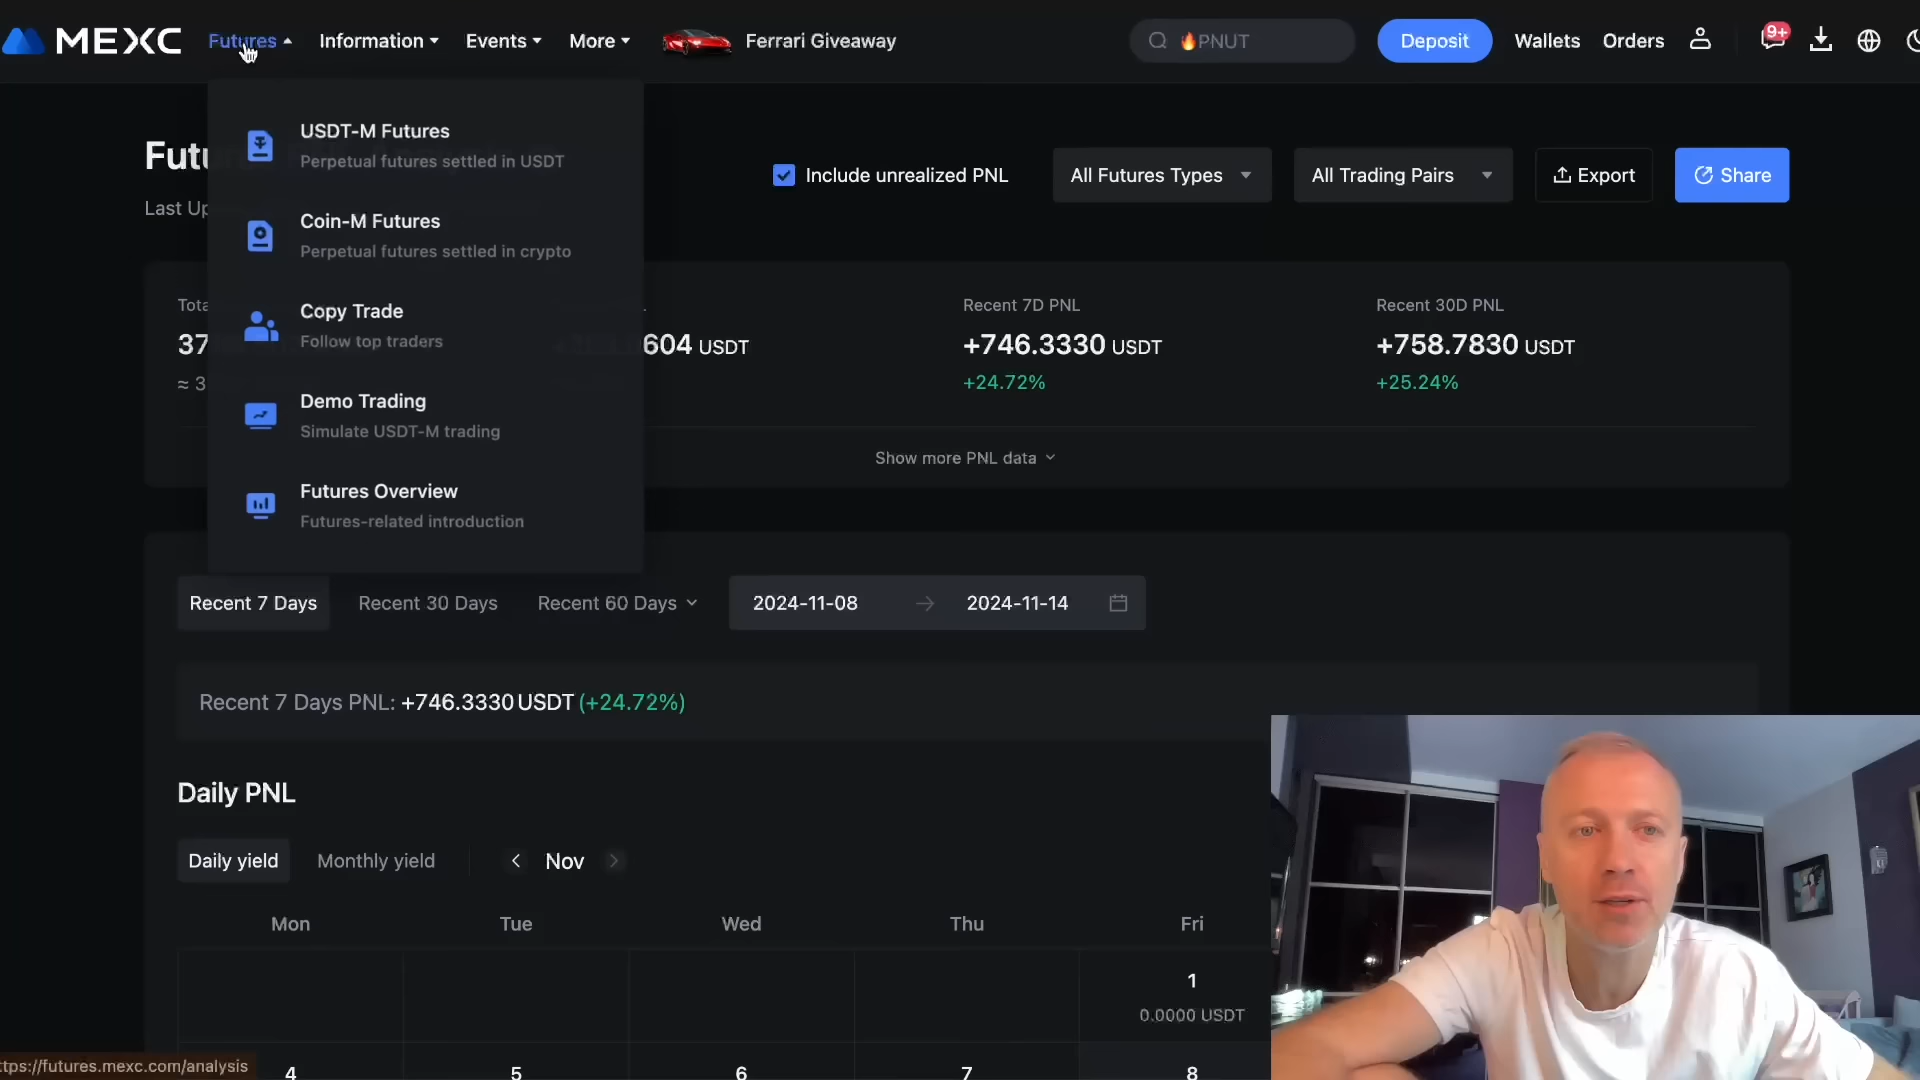 MEXC Futures Information Events More Ferrari Giveaway PNUT Deposit Wallets Orders 9+
USDT-M Futures
Perpetual futures settled in USDT
Coin-M Futures
Perpetual futures settled in crypto
Copy Trade
Follow top traders
Demo Trading
Simulate USDT-M trading
Futures Overview
Futures-related introduction
Include unrealized PNL All Futures Types All Trading Pairs Export Share
Last
Recent 7D PNL Recent 30D PNL
604 USDT +746.3330 USDT +758.7830 USDT
+24.72% +25.24%
Show more PNL data
Recent 7 Days Recent 30 Days Recent 60 Days 2024-11-08 → 2024-11-14
Recent 7 Days PNL: +746.3330 USDT (+24.72%)
Daily PNL
Daily yield Monthly yield < Nov >
Mon Tue Wed Thu Fri
1
0.0000 USDT
4 5 6 7 8
ttps://futures.mexc.com/analysis